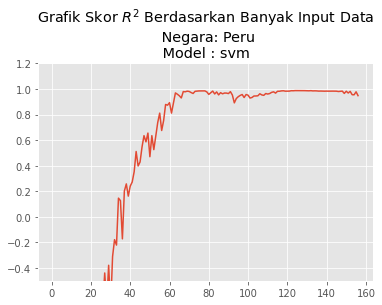 Grafik Skor $R^2$ Berdasarkan Banyak Input Data
Negara: Peru
Model : svm
1.2
1.0
0.8
0.6
0.4
0.2
0.0
−0.2
−0.4
0 20 40 60 80 100 120 140 160